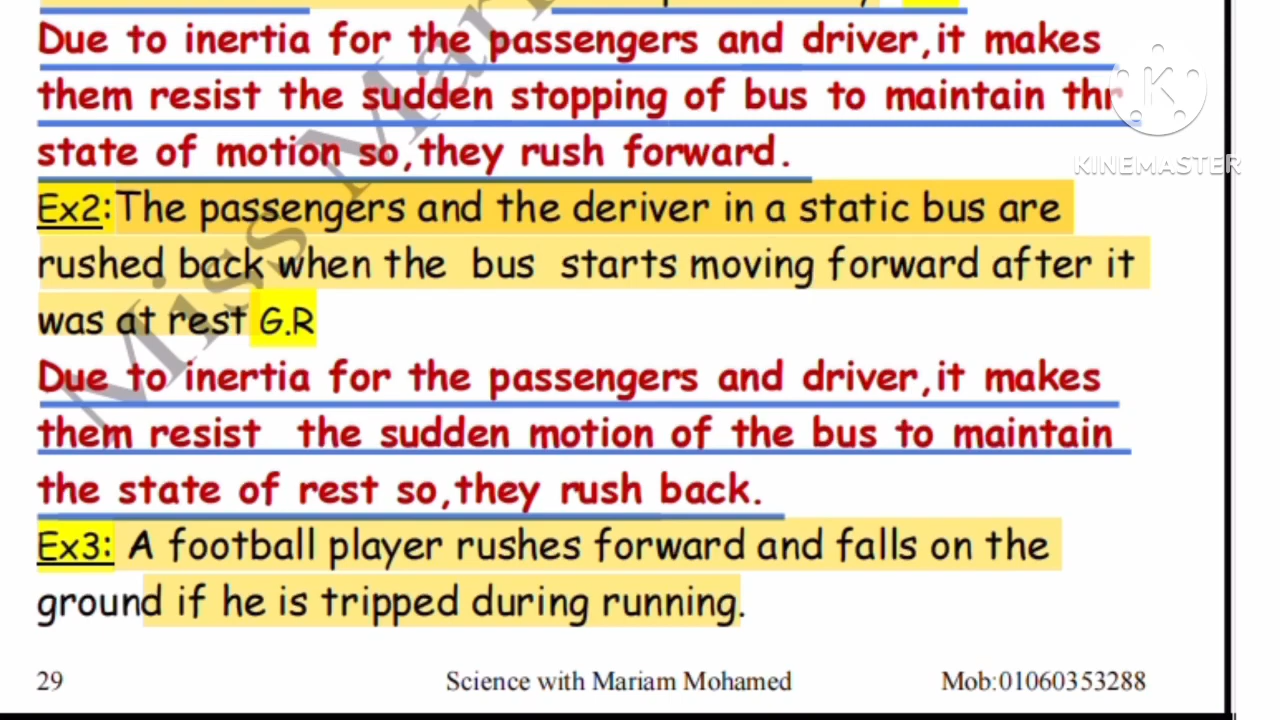 Due to inertia for the passengers and driver,it makes
them resist the sudden stopping of bus to maintain
state of motion so,they rush forward.
Ex2: The passengers and the deriver in a static bus are
rushed back when the bus starts moving forward after it
was at rest G.R
Due to inertia for the passengers and driver,it makes
them resist the sudden motion of the bus to maintain
the state of rest so,they rush back.
Ex3: A football player rushes forward and falls on the
ground if he is tripped during running.
29 Science with Mariam Mohamed Mob:01060353288
KINEMASTER
Miss Mar